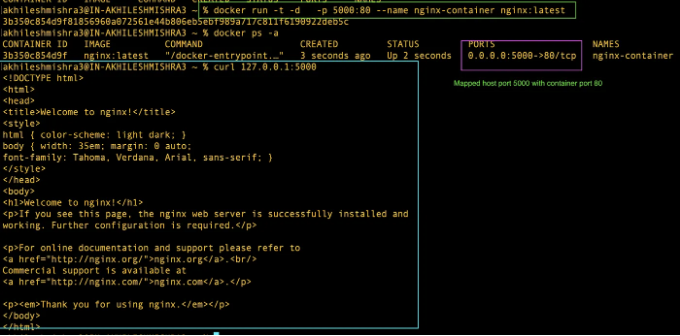 akhileshmishra3@IN-AKHILESHMISHRA3 ~ % docker run -t -d -p 5000:80 --name nginx-container nginx:latest
3b350c854d9f81856960a072561e44b806eb5ebf989a717c811f6190922deb5c
akhileshmishra3@IN-AKHILESHMISHRA3 ~ % docker ps -a
CONTAINER ID IMAGE COMMAND CREATED STATUS PORTS NAMES
3b350c854d9f nginx:latest "/docker-entrypoint.…" 3 seconds ago Up 2 seconds 0.0.0.0:5000->80/tcp nginx-container
akhileshmishra3@IN-AKHILESHMISHRA3 ~ % curl 127.0.0.1:5000
Mapped host port 5000 with container port 80
<!DOCTYPE html>
<html>
<head>
<title>Welcome to nginx!</title>
<style>
html { color-scheme: light dark; }
body { width: 35em; margin: 0 auto;
font-family: Tahoma, Verdana, Arial, sans-serif; }
</style>
</head>
<body>
<h1>Welcome to nginx!</h1>
<p>If you see this page, the nginx web server is successfully installed and
working. Further configuration is required.</p>
<p>For online documentation and support please refer to
<a href="http://nginx.org/">nginx.org</a>.<br/>
Commercial support is available at
<a href="http://nginx.com/">nginx.com</a>.</p>
<p><em>Thank you for using nginx.</em></p>
</body>
</html>